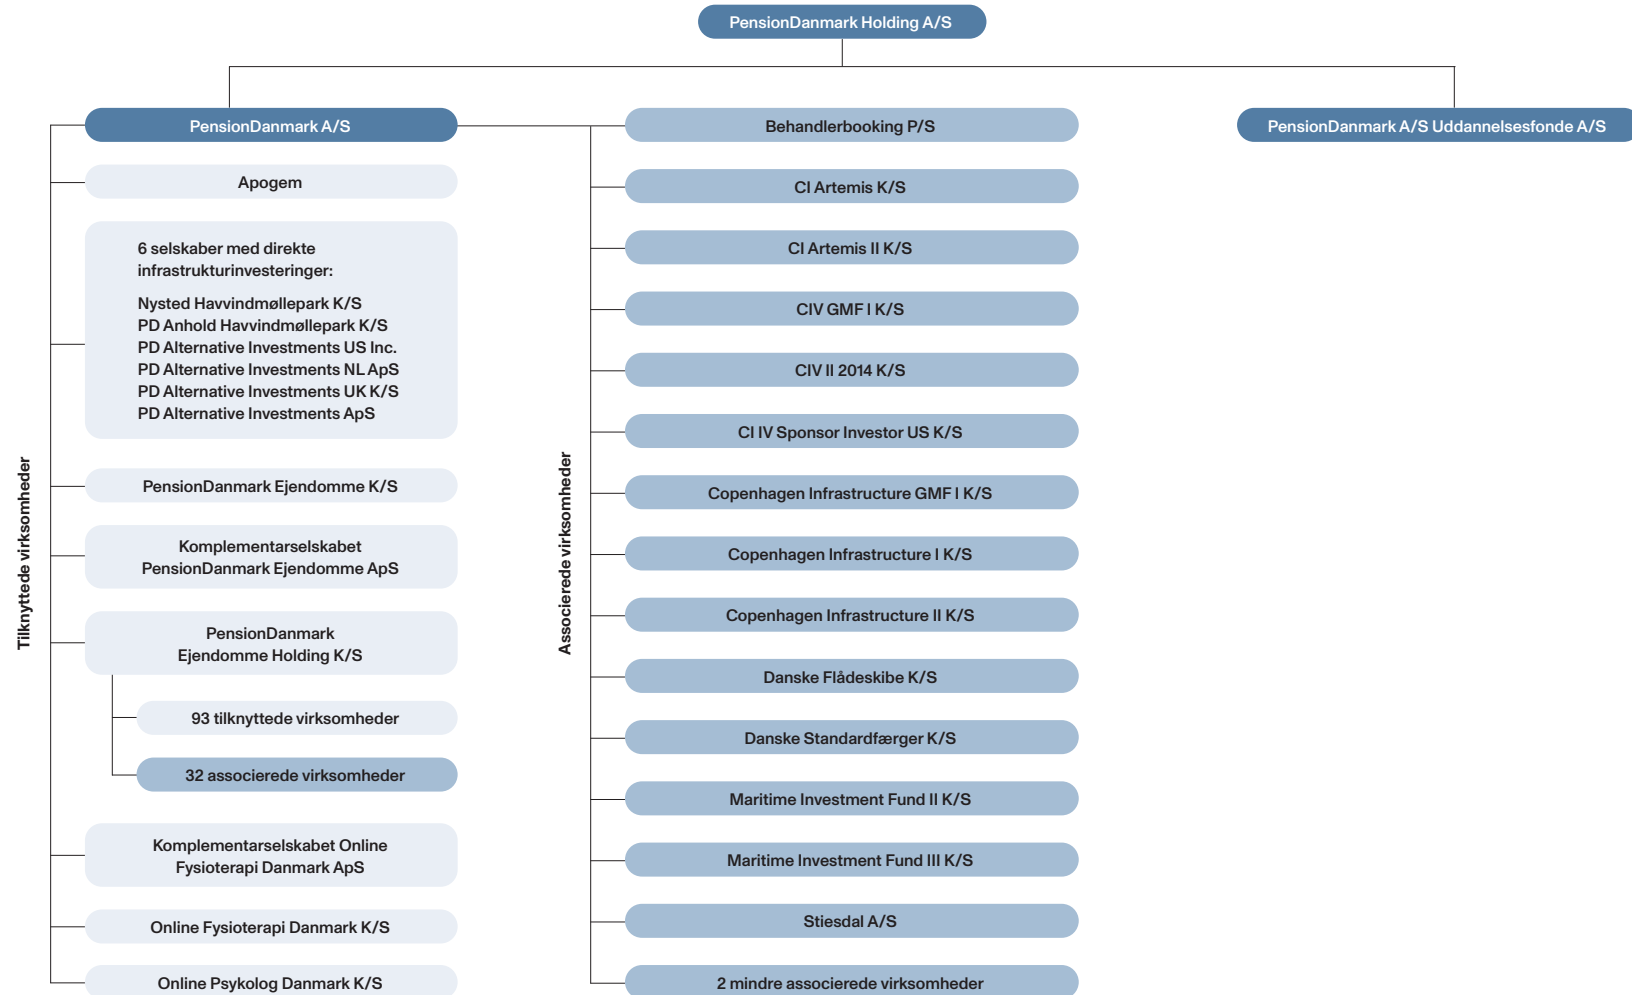 PensionDanmark Holding A/S
PensionDanmark A/S
Behandlerbooking P/S
PensionDanmark A/S Uddannelsesfonde A/S
Tilknyttede virksomheder
Apogem
6 selskaber med direkte
infrastrukturinvesteringer:
Nysted Havvindmøllepark K/S
PD Anhold Havvindmøllepark K/S
PD Alternative Investments US Inc.
PD Alternative Investments NL ApS
PD Alternative Investments UK K/S
PD Alternative Investments ApS
PensionDanmark Ejendomme K/S
Komplementarselskabet
PensionDanmark Ejendomme ApS
PensionDanmark
Ejendomme Holding K/S
93 tilknyttede virksomheder
32 associerede virksomheder
Komplementarselskabet Online
Fysioterapi Danmark ApS
Online Fysioterapi Danmark K/S
Online Psykolog Danmark K/S
Associerede virksomheder
CI Artemis K/S
CI Artemis II K/S
CIV GMF I K/S
CIV II 2014 K/S
CI IV Sponsor Investor US K/S
Copenhagen Infrastructure GMF I K/S
Copenhagen Infrastructure I K/S
Copenhagen Infrastructure II K/S
Danske Flådeskibe K/S
Danske Standardfærger K/S
Maritime Investment Fund II K/S
Maritime Investment Fund III K/S
Stiesdal A/S
2 mindre associerede virksomheder